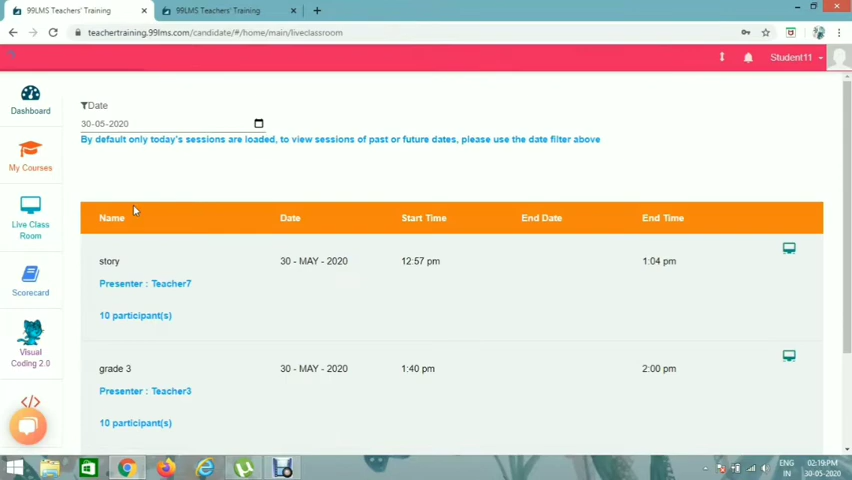 99LMS Teachers' Training
99LMS Teachers' Training
teachertraining.99lms.com/candidate/#/home/main/liveclassroom
Student11
Dashboard
My Courses
Live Class
Room
Scorecard
Visual
Coding 2.0
Date
30-05-2020
By default only today's sessions are loaded, to view sessions of past or future dates, please use the date filter above
Name Date Start Time End Date End Time
story 30 - MAY - 2020 12:57 pm 1:04 pm
Presenter : Teacher7
10 participant(s)
grade 3 30 - MAY - 2020 1:40 pm 2:00 pm
Presenter : Teacher3
10 participant(s)
ENG 02:19 PM
IN 30-05-2020